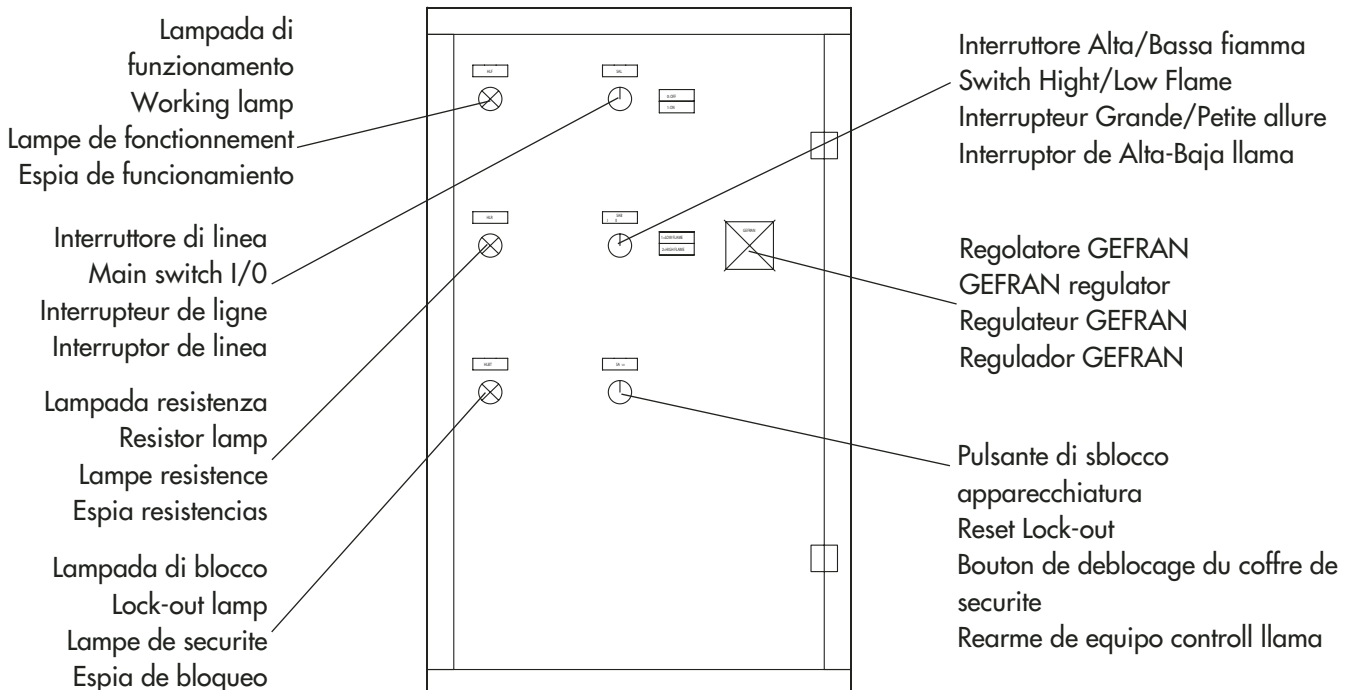 Lampada di
funzionamento
Working lamp
Lampe de fonctionnement
Espia de funcionamiento
Interruttore di linea
Main switch I/0
Interrupteur de ligne
Interruptor de linea
Lampada resistenza
Resistor lamp
Lampe resistence
Espia resistencias
Lampada di blocco
Lock-out lamp
Lampe de securite
Espia de bloqueo
GEFRAN
Interruttore Alta/Bassa fiamma
Switch Hight/Low Flame
Interrupteur Grande/Petite allure
Interruptor de Alta-Baja llama
Regolatore GEFRAN
GEFRAN regulator
Regulateur GEFRAN
Regulador GEFRAN
Pulsante di sblocco
apparecchiatura
Reset Lock-out
Bouton de deblocage du coffre de
securite
Rearme de equipo controll llama